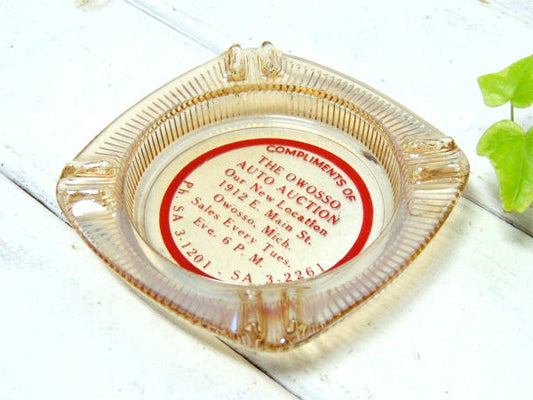 COMPLIMENTS OF
THE OWOSSO
AUTO AUCTION
Our New Location
1912 E. Main St.
Owosso, Mich.
Sales Every Tues.
Eve. 6 P.M.
Ph. SA 3-1201 - SA 3-2261